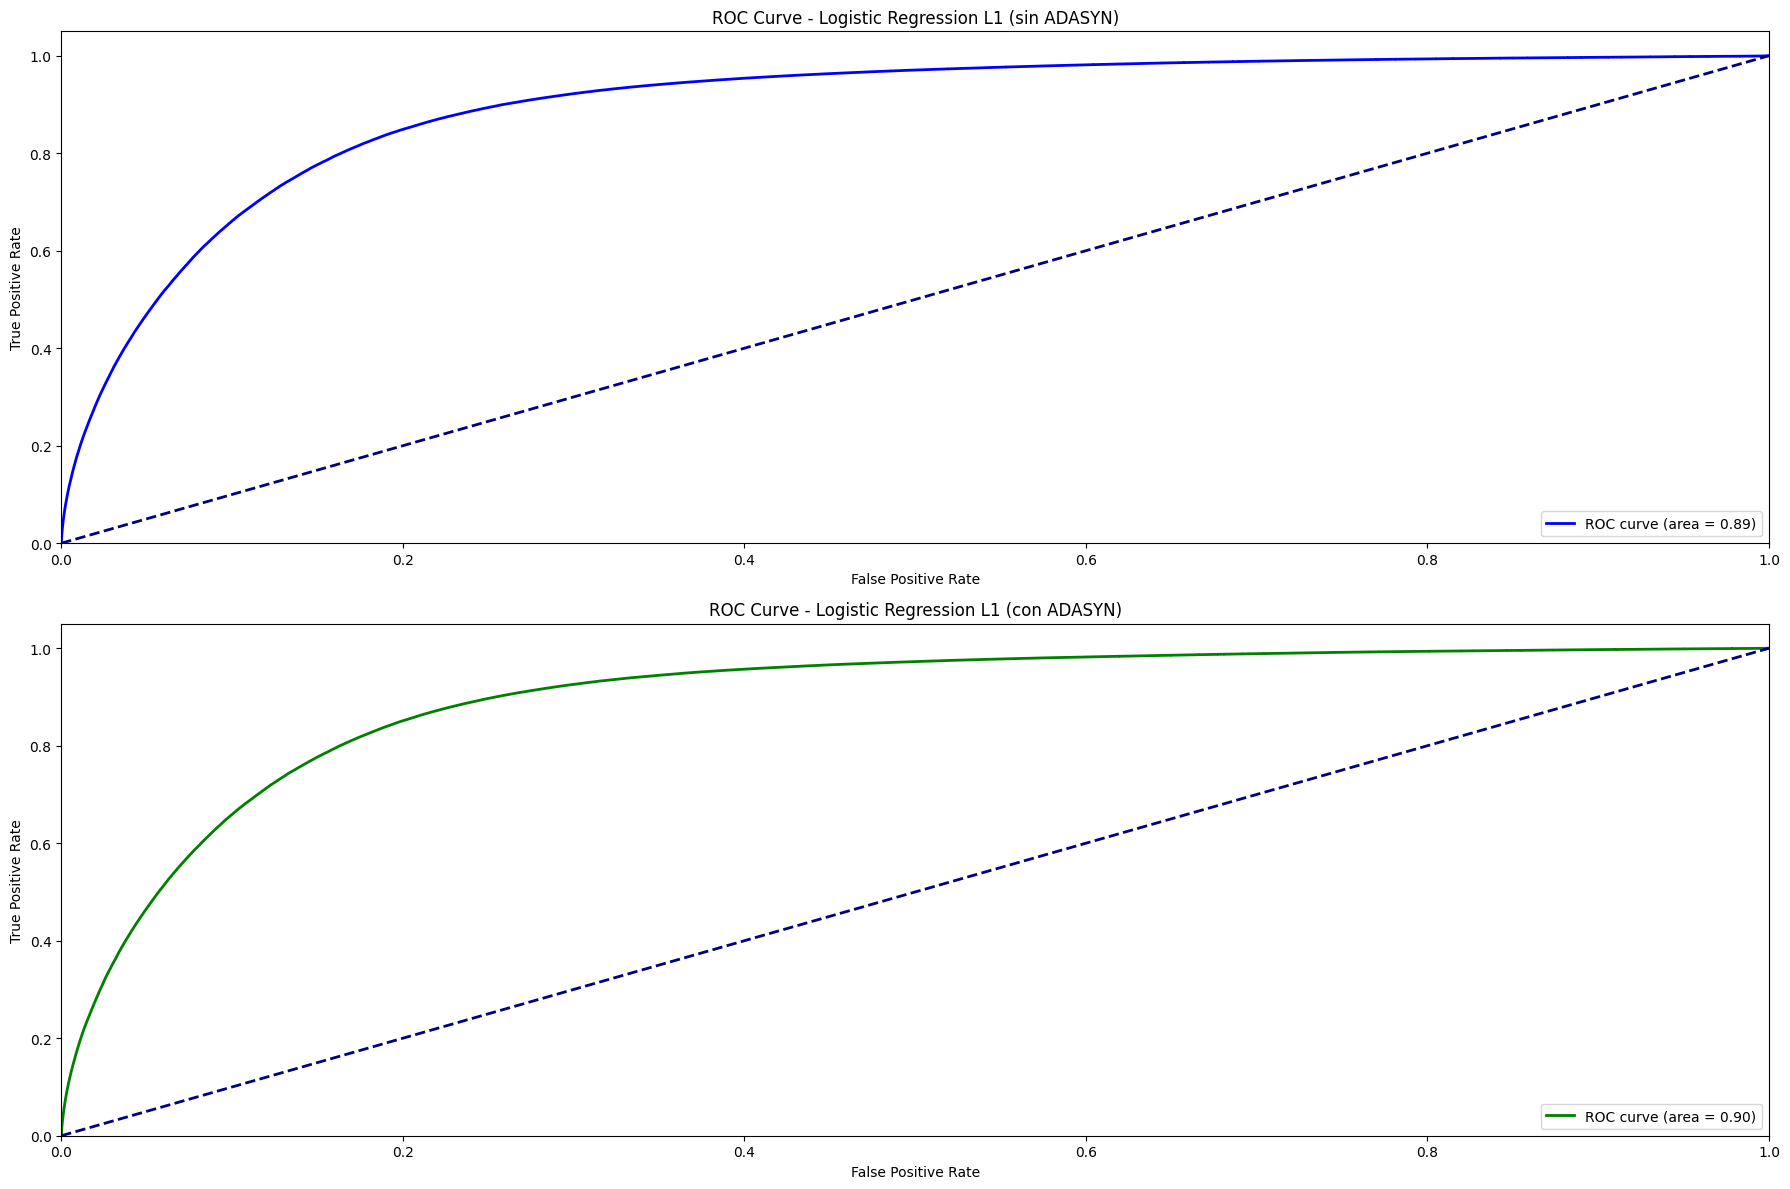 ROC Curve - Logistic Regression L1 (sin ADASYN)
1.0
0.8
0.6
0.4
0.2
0.0
True Positive Rate
ROC curve (area = 0.89)
0.0 0.2 0.4 0.6 0.8 1.0
False Positive Rate
ROC Curve - Logistic Regression L1 (con ADASYN)
1.0
0.8
0.6
0.4
0.2
0.0
True Positive Rate
ROC curve (area = 0.90)
0.0 0.2 0.4 0.6 0.8 1.0
False Positive Rate